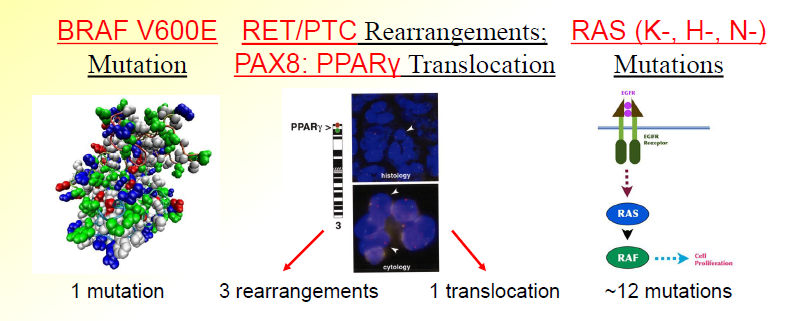 BRAF V600E
Mutation
RET/PTC Rearrangements;
PAX8: PPARγ Translocation
RAS (K-, H-, N-)
Mutations
PPARγ >
3
histology
cytology
EGFR
EGFR
Receptor
RAS
RAF
Cell
Proliferation
1 mutation
3 rearrangements
1 translocation
~12 mutations